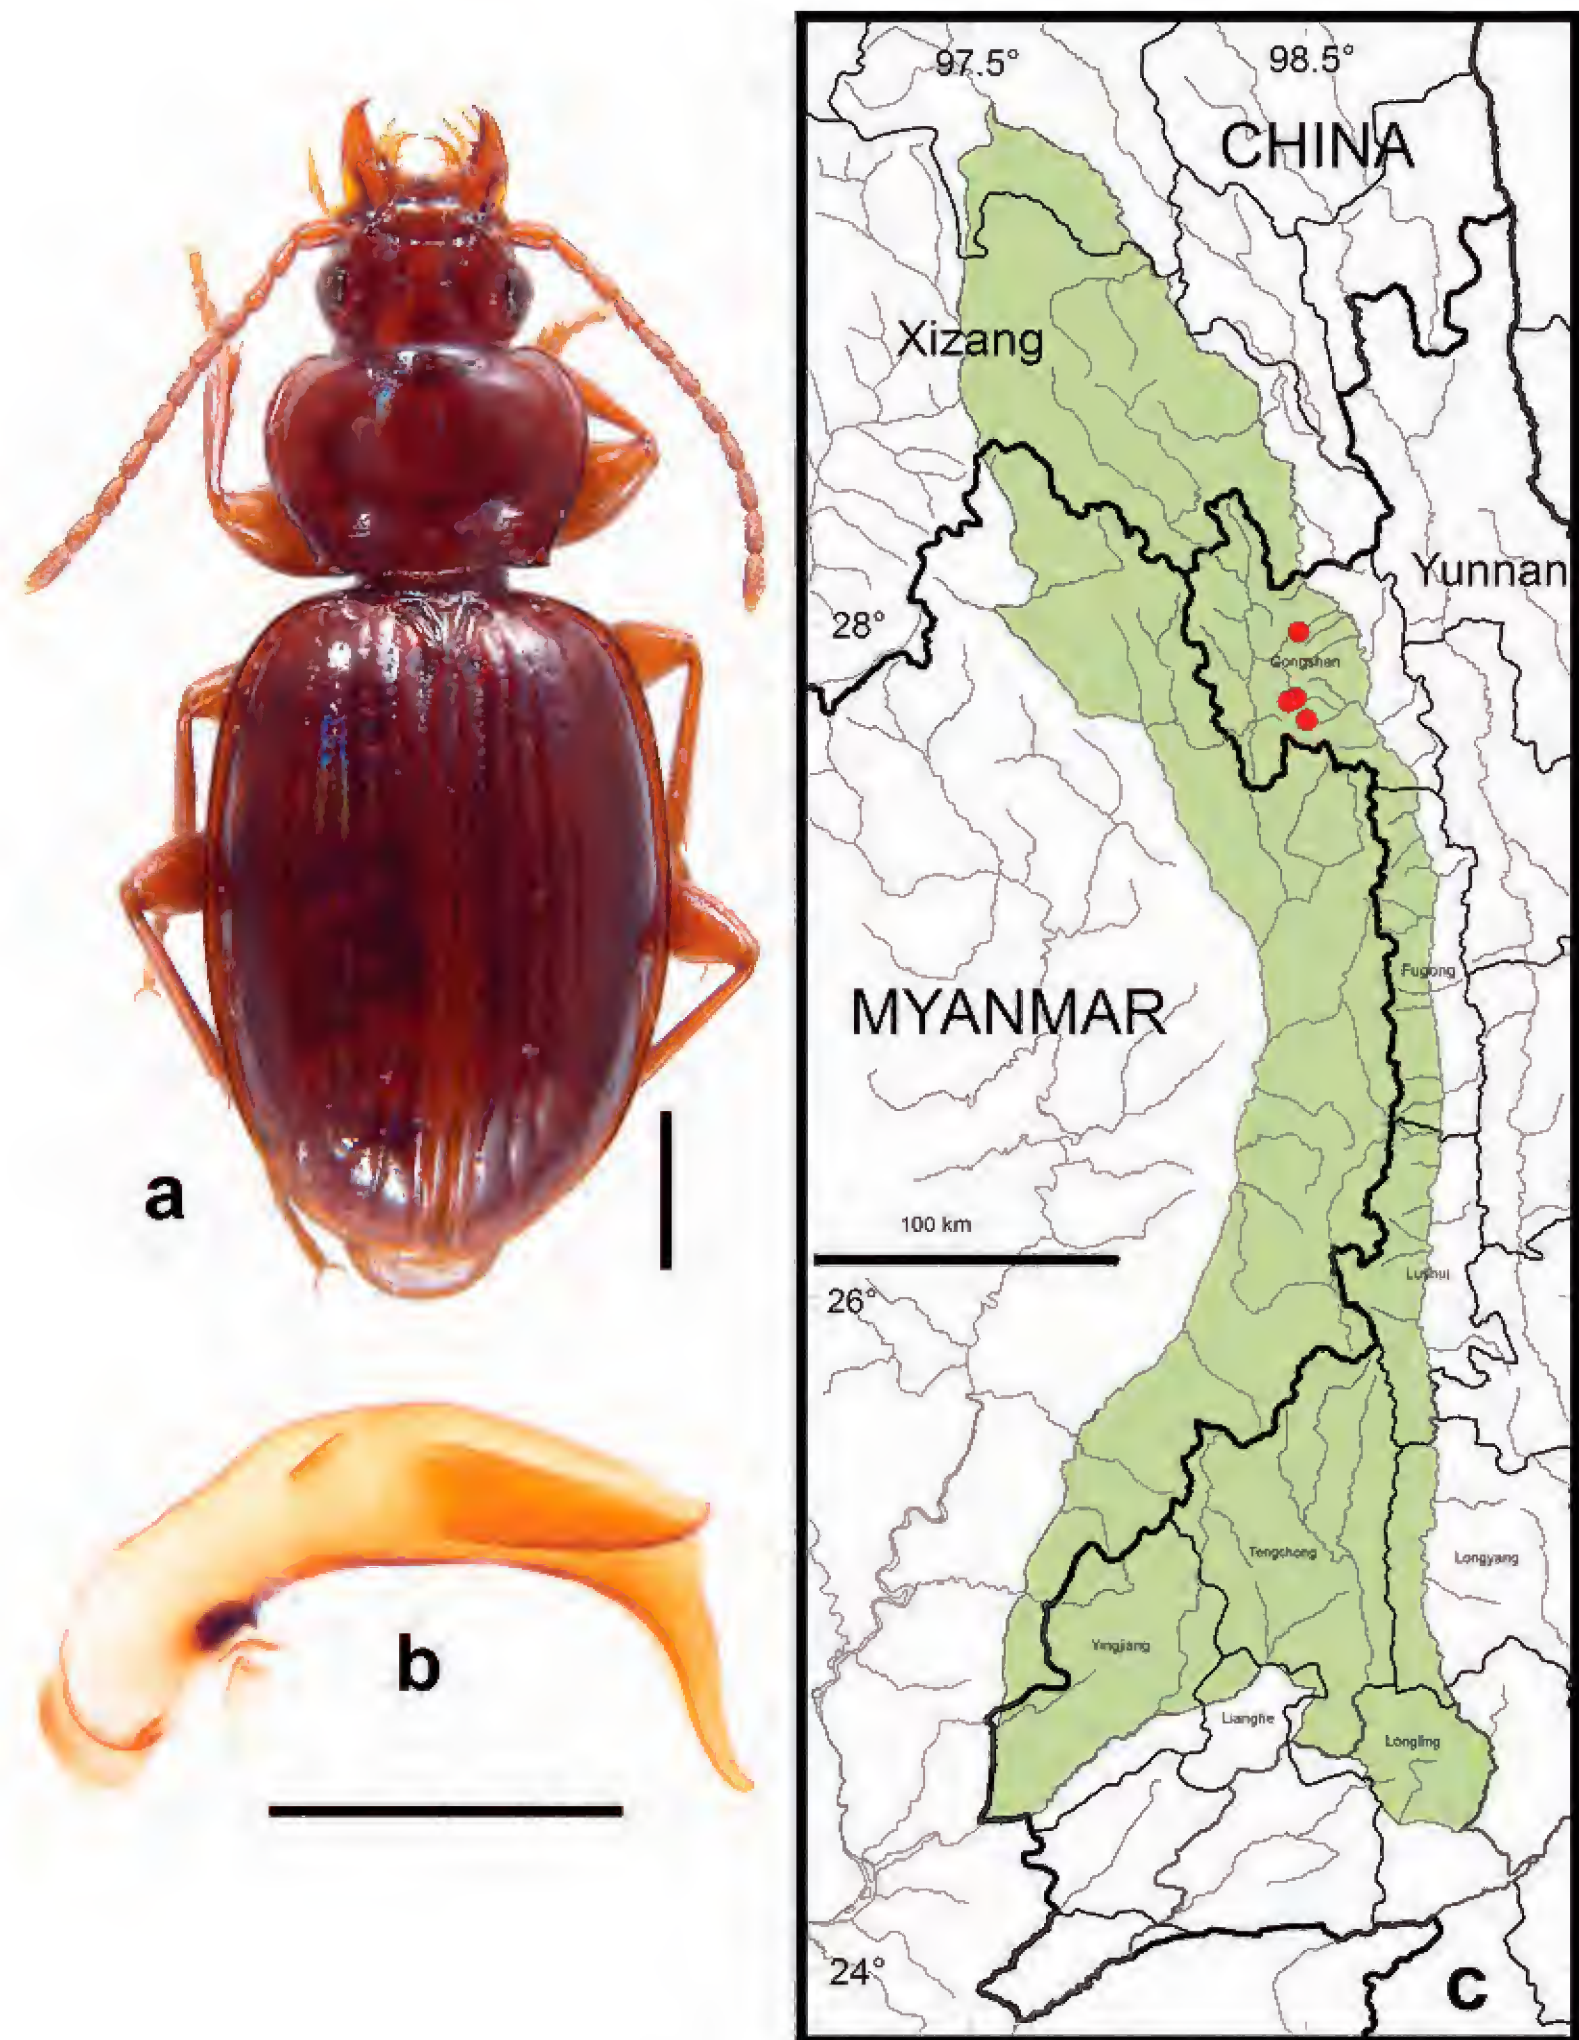 97.5°
98.5°
CHINA
Xizang
Yunnan
28°
Gongshan
Fugong
MYANMAR
a
100 km
Lushui
26°
Tengchong
Longyang
b
Yingjiang
Lianghe
Longling
24°
c